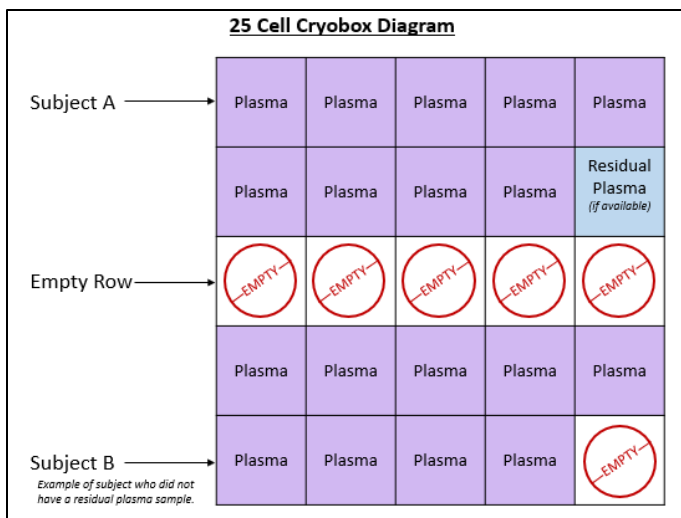 25 Cell Cryobox Diagram
Subject A
Plasma Plasma Plasma Plasma Plasma
Plasma Plasma Plasma Plasma Residual
Plasma
(if available)
Empty Row
EMPTY EMPTY EMPTY EMPTY EMPTY
Plasma Plasma Plasma Plasma Plasma
Subject B
Plasma Plasma Plasma Plasma EMPTY
Example of subject who did not
have a residual plasma sample.